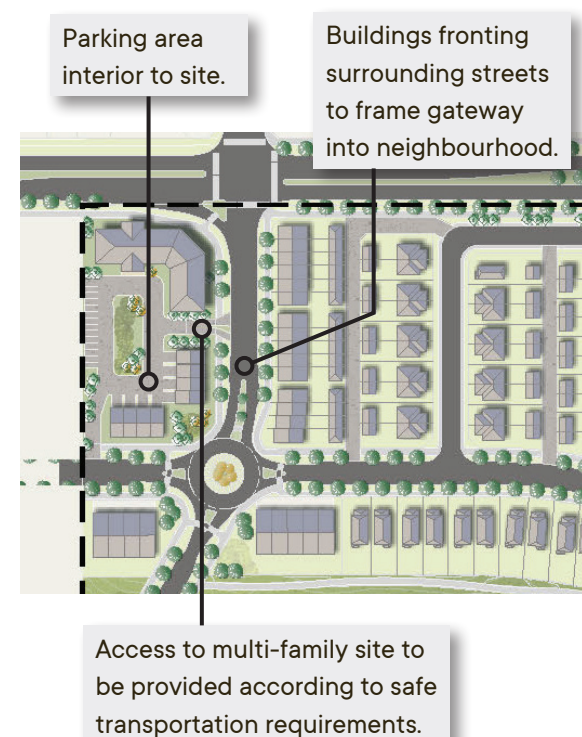 Parking area
interior to site.
Buildings fronting
surrounding streets
to frame gateway
into neighbourhood.
Access to multi-family site to
be provided according to safe
transportation requirements.